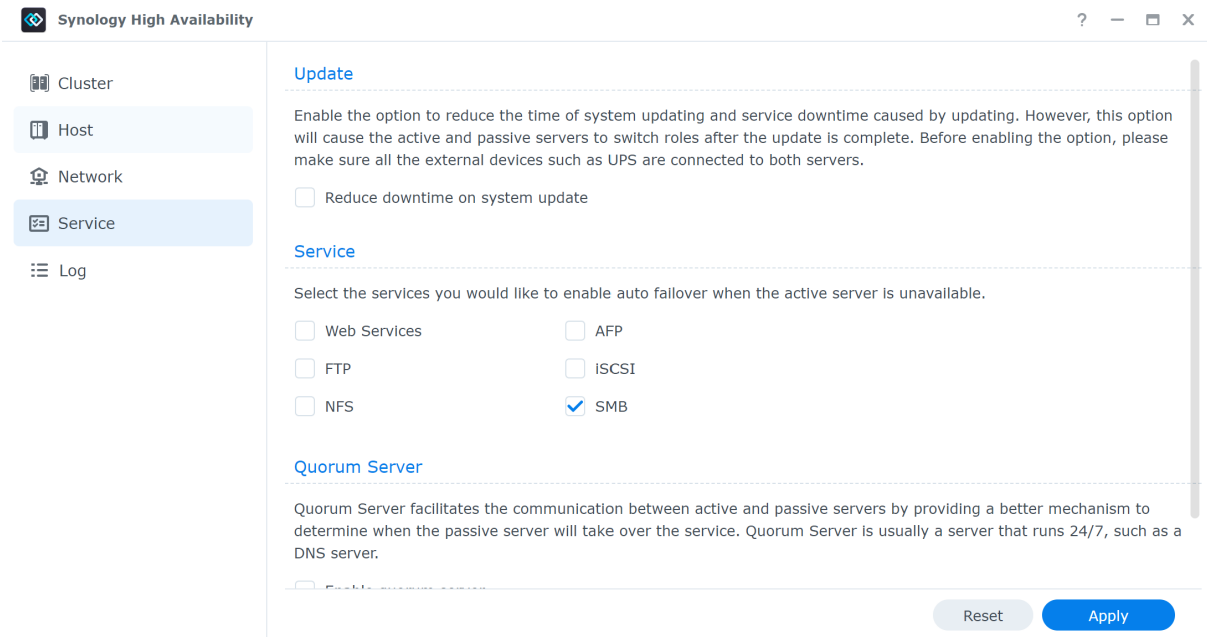 Synology High Availability
?
Cluster
Host
Network
Service
Log
Update
Enable the option to reduce the time of system updating and service downtime caused by updating. However, this option
will cause the active and passive servers to switch roles after the update is complete. Before enabling the option, please
make sure all the external devices such as UPS are connected to both servers.
Reduce downtime on system update
Service
Select the services you would like to enable auto failover when the active server is unavailable.
Web Services AFP
FTP iSCSI
NFS SMB
Quorum Server
Quorum Server facilitates the communication between active and passive servers by providing a better mechanism to
determine when the passive server will take over the service. Quorum Server is usually a server that runs 24/7, such as a
DNS server.
Enable quorum server
Reset Apply